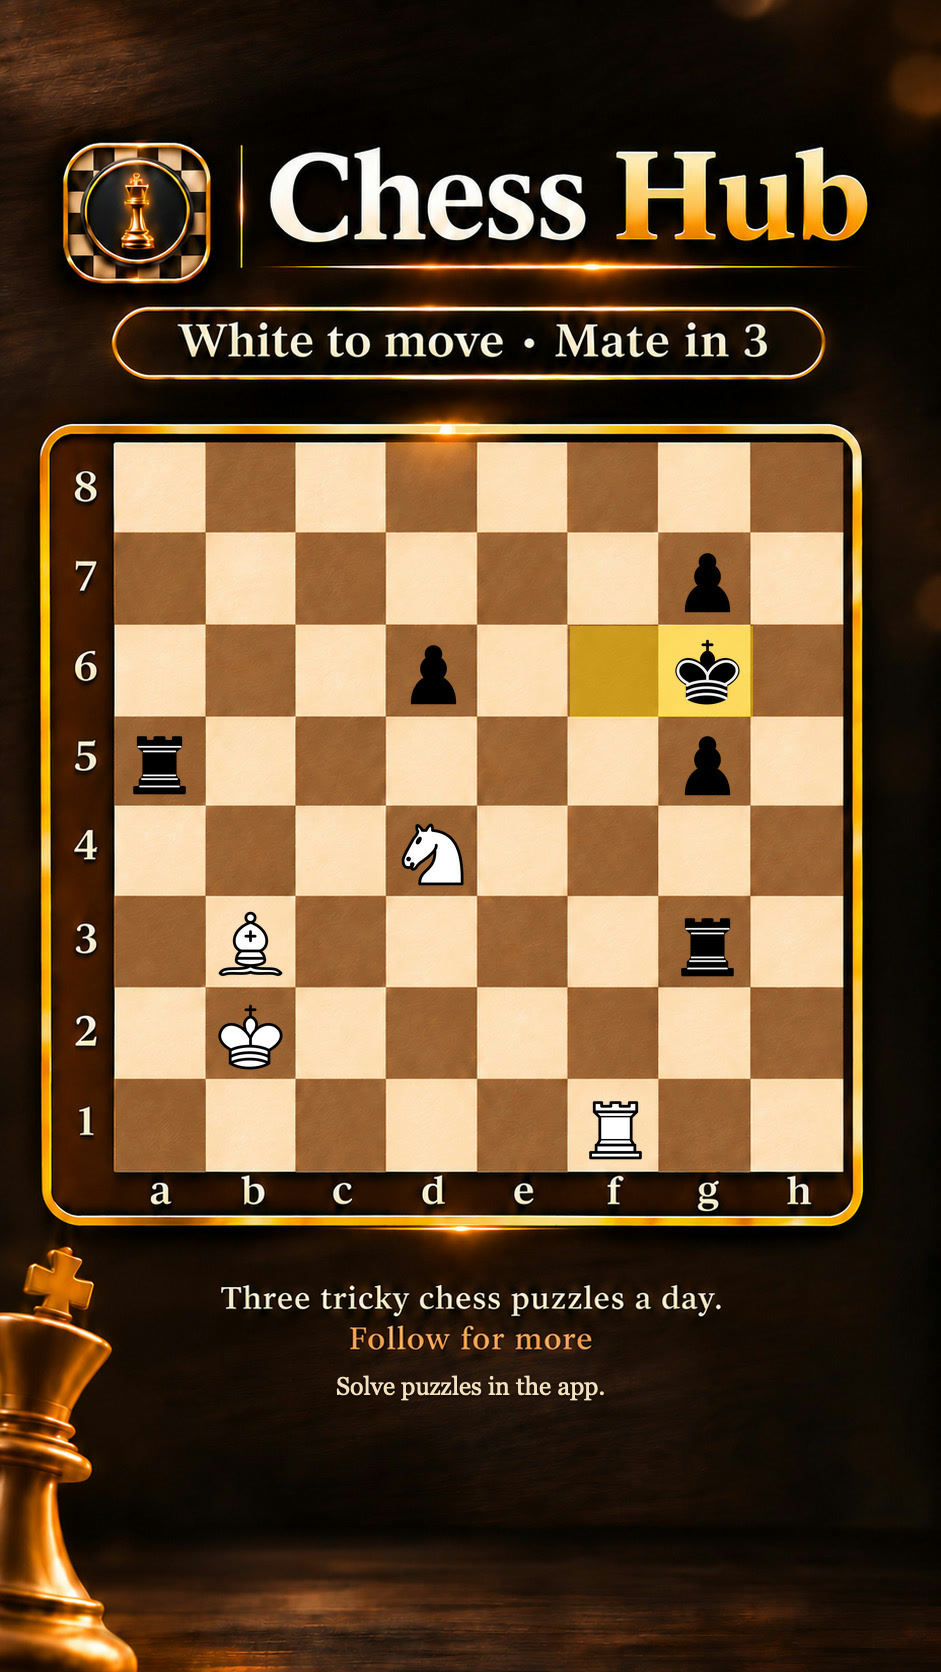 Chess Hub
White to move • Mate in 3
8
7
6
5
4
3
2
1
a b c d e f g h
Three tricky chess puzzles a day.
Follow for more
Solve puzzles in the app.